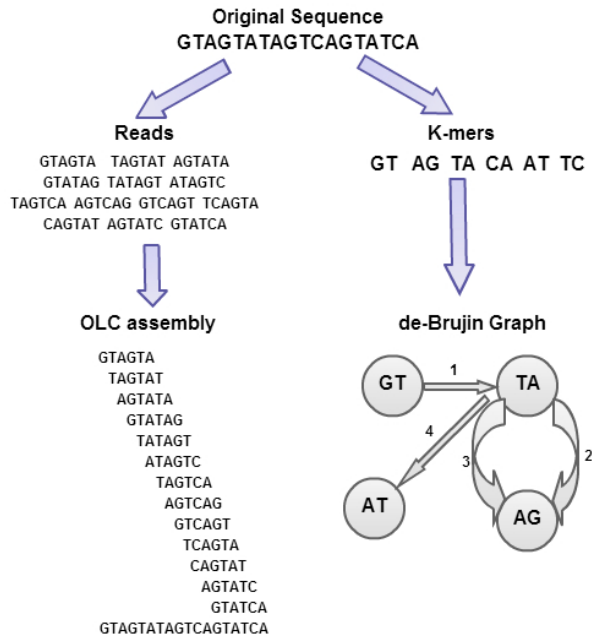 Original Sequence
GTAGTATAGTCAGTATCA
Reads
GTAGTA TAGTAT AGTATA
GTATAG TATAGT ATAGTC
TAGTCA AGTCAG GTCAGT TCAGTA
CAGTAT AGTATC GTATCA
K-mers
GT AG TA CA AT TC
OLC assembly
GTAGTA
TAGTAT
AGTATA
GTATAG
TATAGT
ATAGTC
TAGTCA
AGTCAG
GTCAGT
TCAGTA
CAGTAT
AGTATC
GTATCA
GTAGTATAGTCAGTATCA
de-Brujin Graph
GT
1
TA
4
3
2
AT
AG